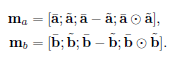 m_a = [ā; ã; ā − ã; ā ⊙ ã],
m_b = [b̄; b̃; b̄ − b̃; b̄ ⊙ b̃].